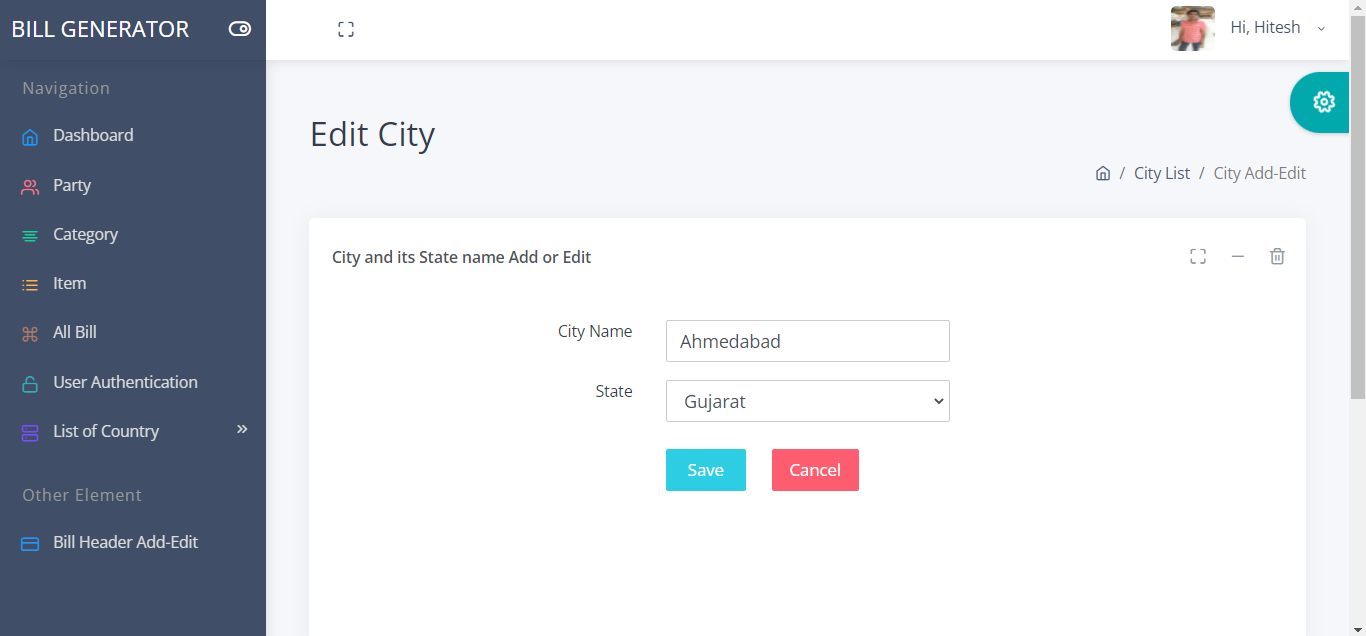 BILL GENERATOR
Hi, Hitesh
Navigation
Dashboard
Party
Category
Item
All Bill
User Authentication
List of Country
Other Element
Bill Header Add-Edit
Edit City
/ City List / City Add-Edit
City and its State name Add or Edit
City Name
Ahmedabad
State
Gujarat
Save
Cancel